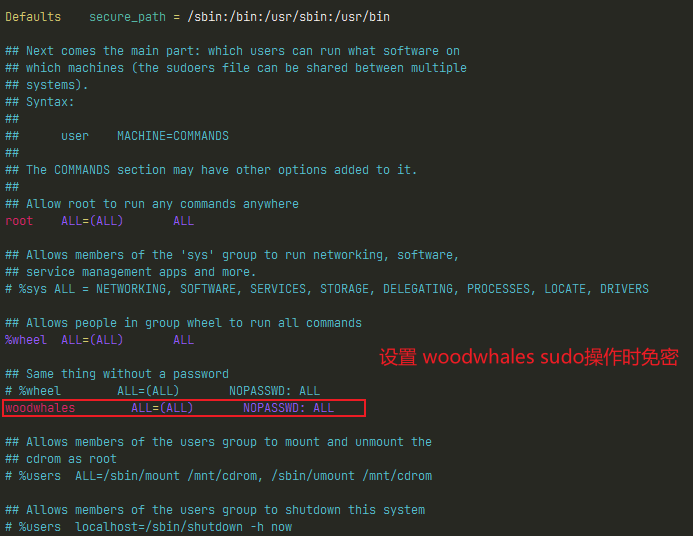 Defaults    secure_path = /sbin:/bin:/usr/sbin:/usr/bin
## Next comes the main part: which users can run what software on
## which machines (the sudoers file can be shared between multiple
## systems).
## Syntax:
##
##      user    MACHINE=COMMANDS
##
## The COMMANDS section may have other options added to it.
##
## Allow root to run any commands anywhere
root    ALL=(ALL)       ALL
## Allows members of the 'sys' group to run networking, software,
## service management apps and more.
# %sys ALL = NETWORKING, SOFTWARE, SERVICES, STORAGE, DELEGATING, PROCESSES, LOCATE, DRIVERS
## Allows people in group wheel to run all commands
%wheel  ALL=(ALL)       ALL
设置 woodwhales sudo操作时免密
## Same thing without a password
# %wheel        ALL=(ALL)       NOPASSWD: ALL
woodwhales        ALL=(ALL)       NOPASSWD: ALL
## Allows members of the users group to mount and unmount the
## cdrom as root
# %users  ALL=/sbin/mount /mnt/cdrom, /sbin/umount /mnt/cdrom
## Allows members of the users group to shutdown this system
# %users  localhost=/sbin/shutdown -h now